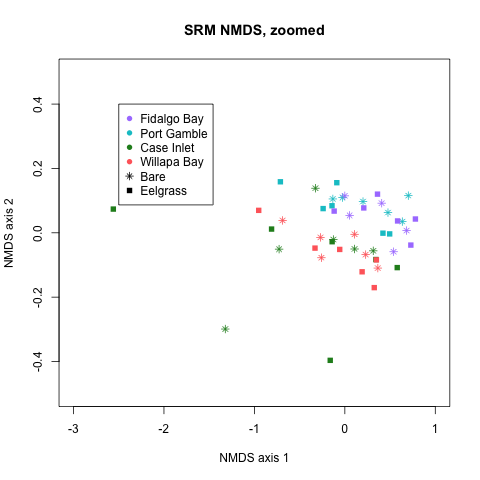 SRM NMDS, zoomed
NMDS axis 2
0.4
0.2
0.0
-0.2
-0.4
Fidalgo Bay
Port Gamble
Case Inlet
Willapa Bay
Bare
Eelgrass
-3
-2
-1
0
1
NMDS axis 1